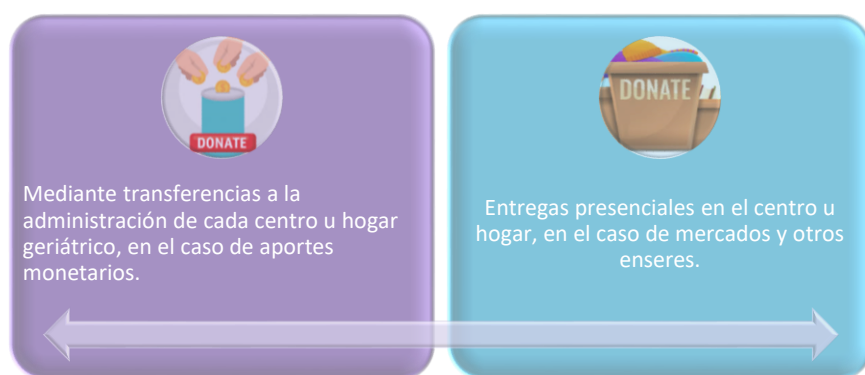 DONATE
Mediante transferencias a la
administración de cada centro u hogar
geriátrico, en el caso de aportes
monetarios.
DONATE
Entregas presenciales en el centro u
hogar, en el caso de mercados y otros
enseres.